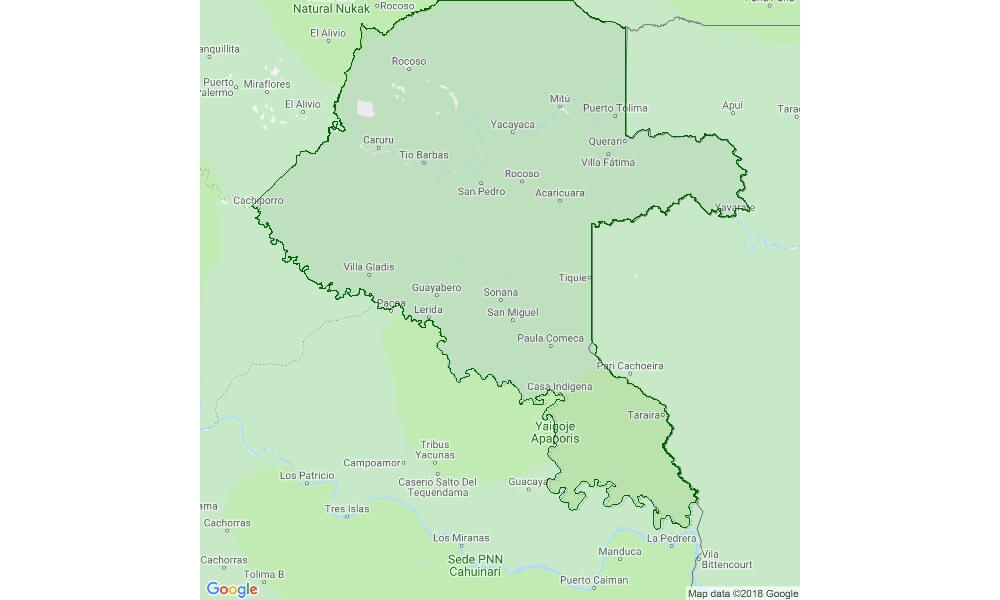 Natural Nukak
Rocoso
El Alivio
anquillita
Rocoso
Puerto
Miraflores
alermo
Mitú
El Alivio
Puerto Tolima
Apuí
Yacayaca
Caruru
Querari
Tio Barbas
Villa Fátima
Rocoso
San Pedro
Acaricuara
Cachiporro
Yavarate
Villa Gladis
Tiquie
Guayabero
Sonana
Pacoa
Lerida
San Miguel
Paula Comeca
Pari Cachoeira
Casa Indigena
Taraira
Yaigoje
Apaporis
Tribus
Yacunas
Campoamor
Los Patricio
Caserio Salto Del
Tequendama
Guacaya
ama
Tres Islas
Cachorras
Los Miranas
La Pedrera
Manduca
Vila
Bittencourt
Sede PNN
Cahuinarí
Cachorras
Tolima B
Puerto Caiman
Google
Map data ©2018 Google